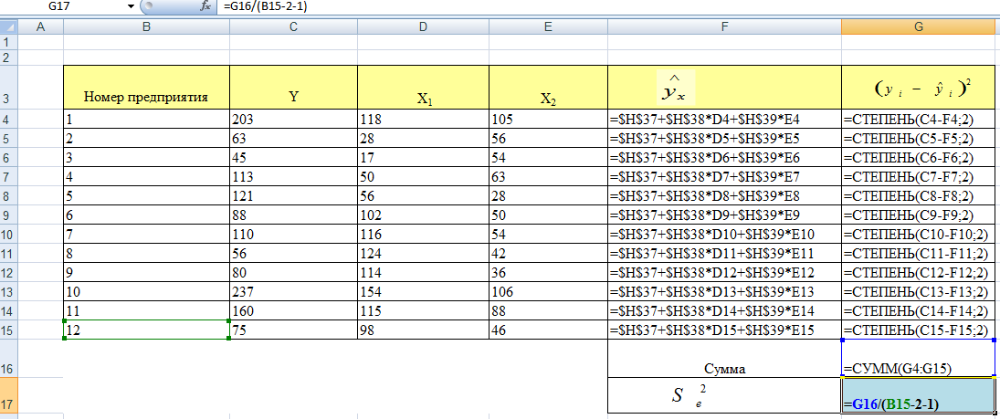 G17 fx =G16/(B15-2-1)
A B C D E F G
1
2
3 Номер предприятия Y X₁ X₂ ŷₓ (yᵢ − ŷᵢ)²
4 1 203 118 105 =$H$37+$H$38*D4+$H$39*E4 =СТЕПЕНЬ(C4-F4;2)
5 2 63 28 56 =$H$37+$H$38*D5+$H$39*E5 =СТЕПЕНЬ(C5-F5;2)
6 3 45 17 54 =$H$37+$H$38*D6+$H$39*E6 =СТЕПЕНЬ(C6-F6;2)
7 4 113 50 63 =$H$37+$H$38*D7+$H$39*E7 =СТЕПЕНЬ(C7-F7;2)
8 5 121 56 28 =$H$37+$H$38*D8+$H$39*E8 =СТЕПЕНЬ(C8-F8;2)
9 6 88 102 50 =$H$37+$H$38*D9+$H$39*E9 =СТЕПЕНЬ(C9-F9;2)
10 7 110 116 54 =$H$37+$H$38*D10+$H$39*E10 =СТЕПЕНЬ(C10-F10;2)
11 8 56 124 42 =$H$37+$H$38*D11+$H$39*E11 =СТЕПЕНЬ(C11-F11;2)
12 9 80 114 36 =$H$37+$H$38*D12+$H$39*E12 =СТЕПЕНЬ(C12-F12;2)
13 10 237 154 106 =$H$37+$H$38*D13+$H$39*E13 =СТЕПЕНЬ(C13-F13;2)
14 11 160 115 88 =$H$37+$H$38*D14+$H$39*E14 =СТЕПЕНЬ(C14-F14;2)
15 12 75 98 46 =$H$37+$H$38*D15+$H$39*E15 =СТЕПЕНЬ(C15-F15;2)
16 Сумма =СУММ(G4:G15)
17 Sₑ² =G16/(B15-2-1)